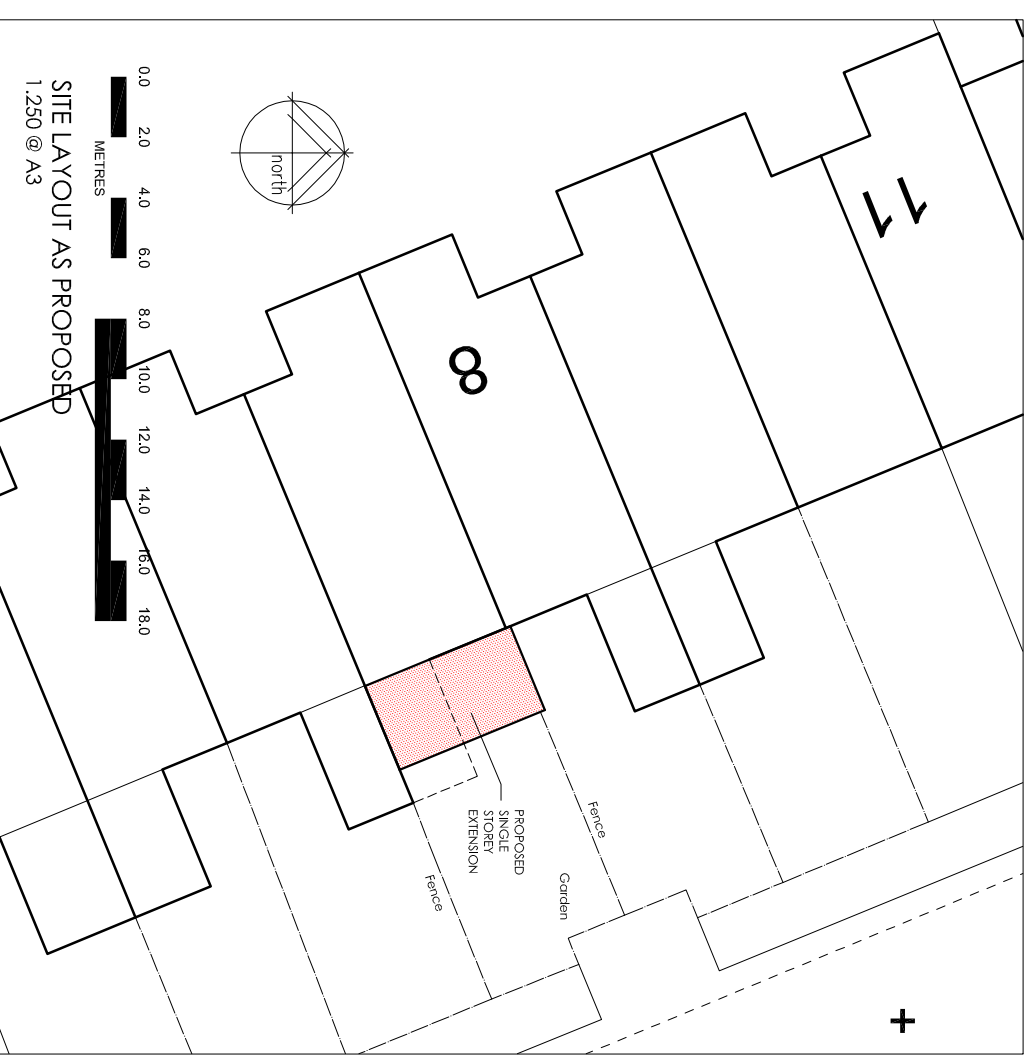 11
8
north
0.0 2.0 4.0 6.0 8.0 10.0 12.0 14.0 16.0 18.0
METRES
SITE LAYOUT AS PROPOSED
1.250 @ A3
PROPOSED
SINGLE
STOREY
EXTENSION
Fence
Garden
Fence